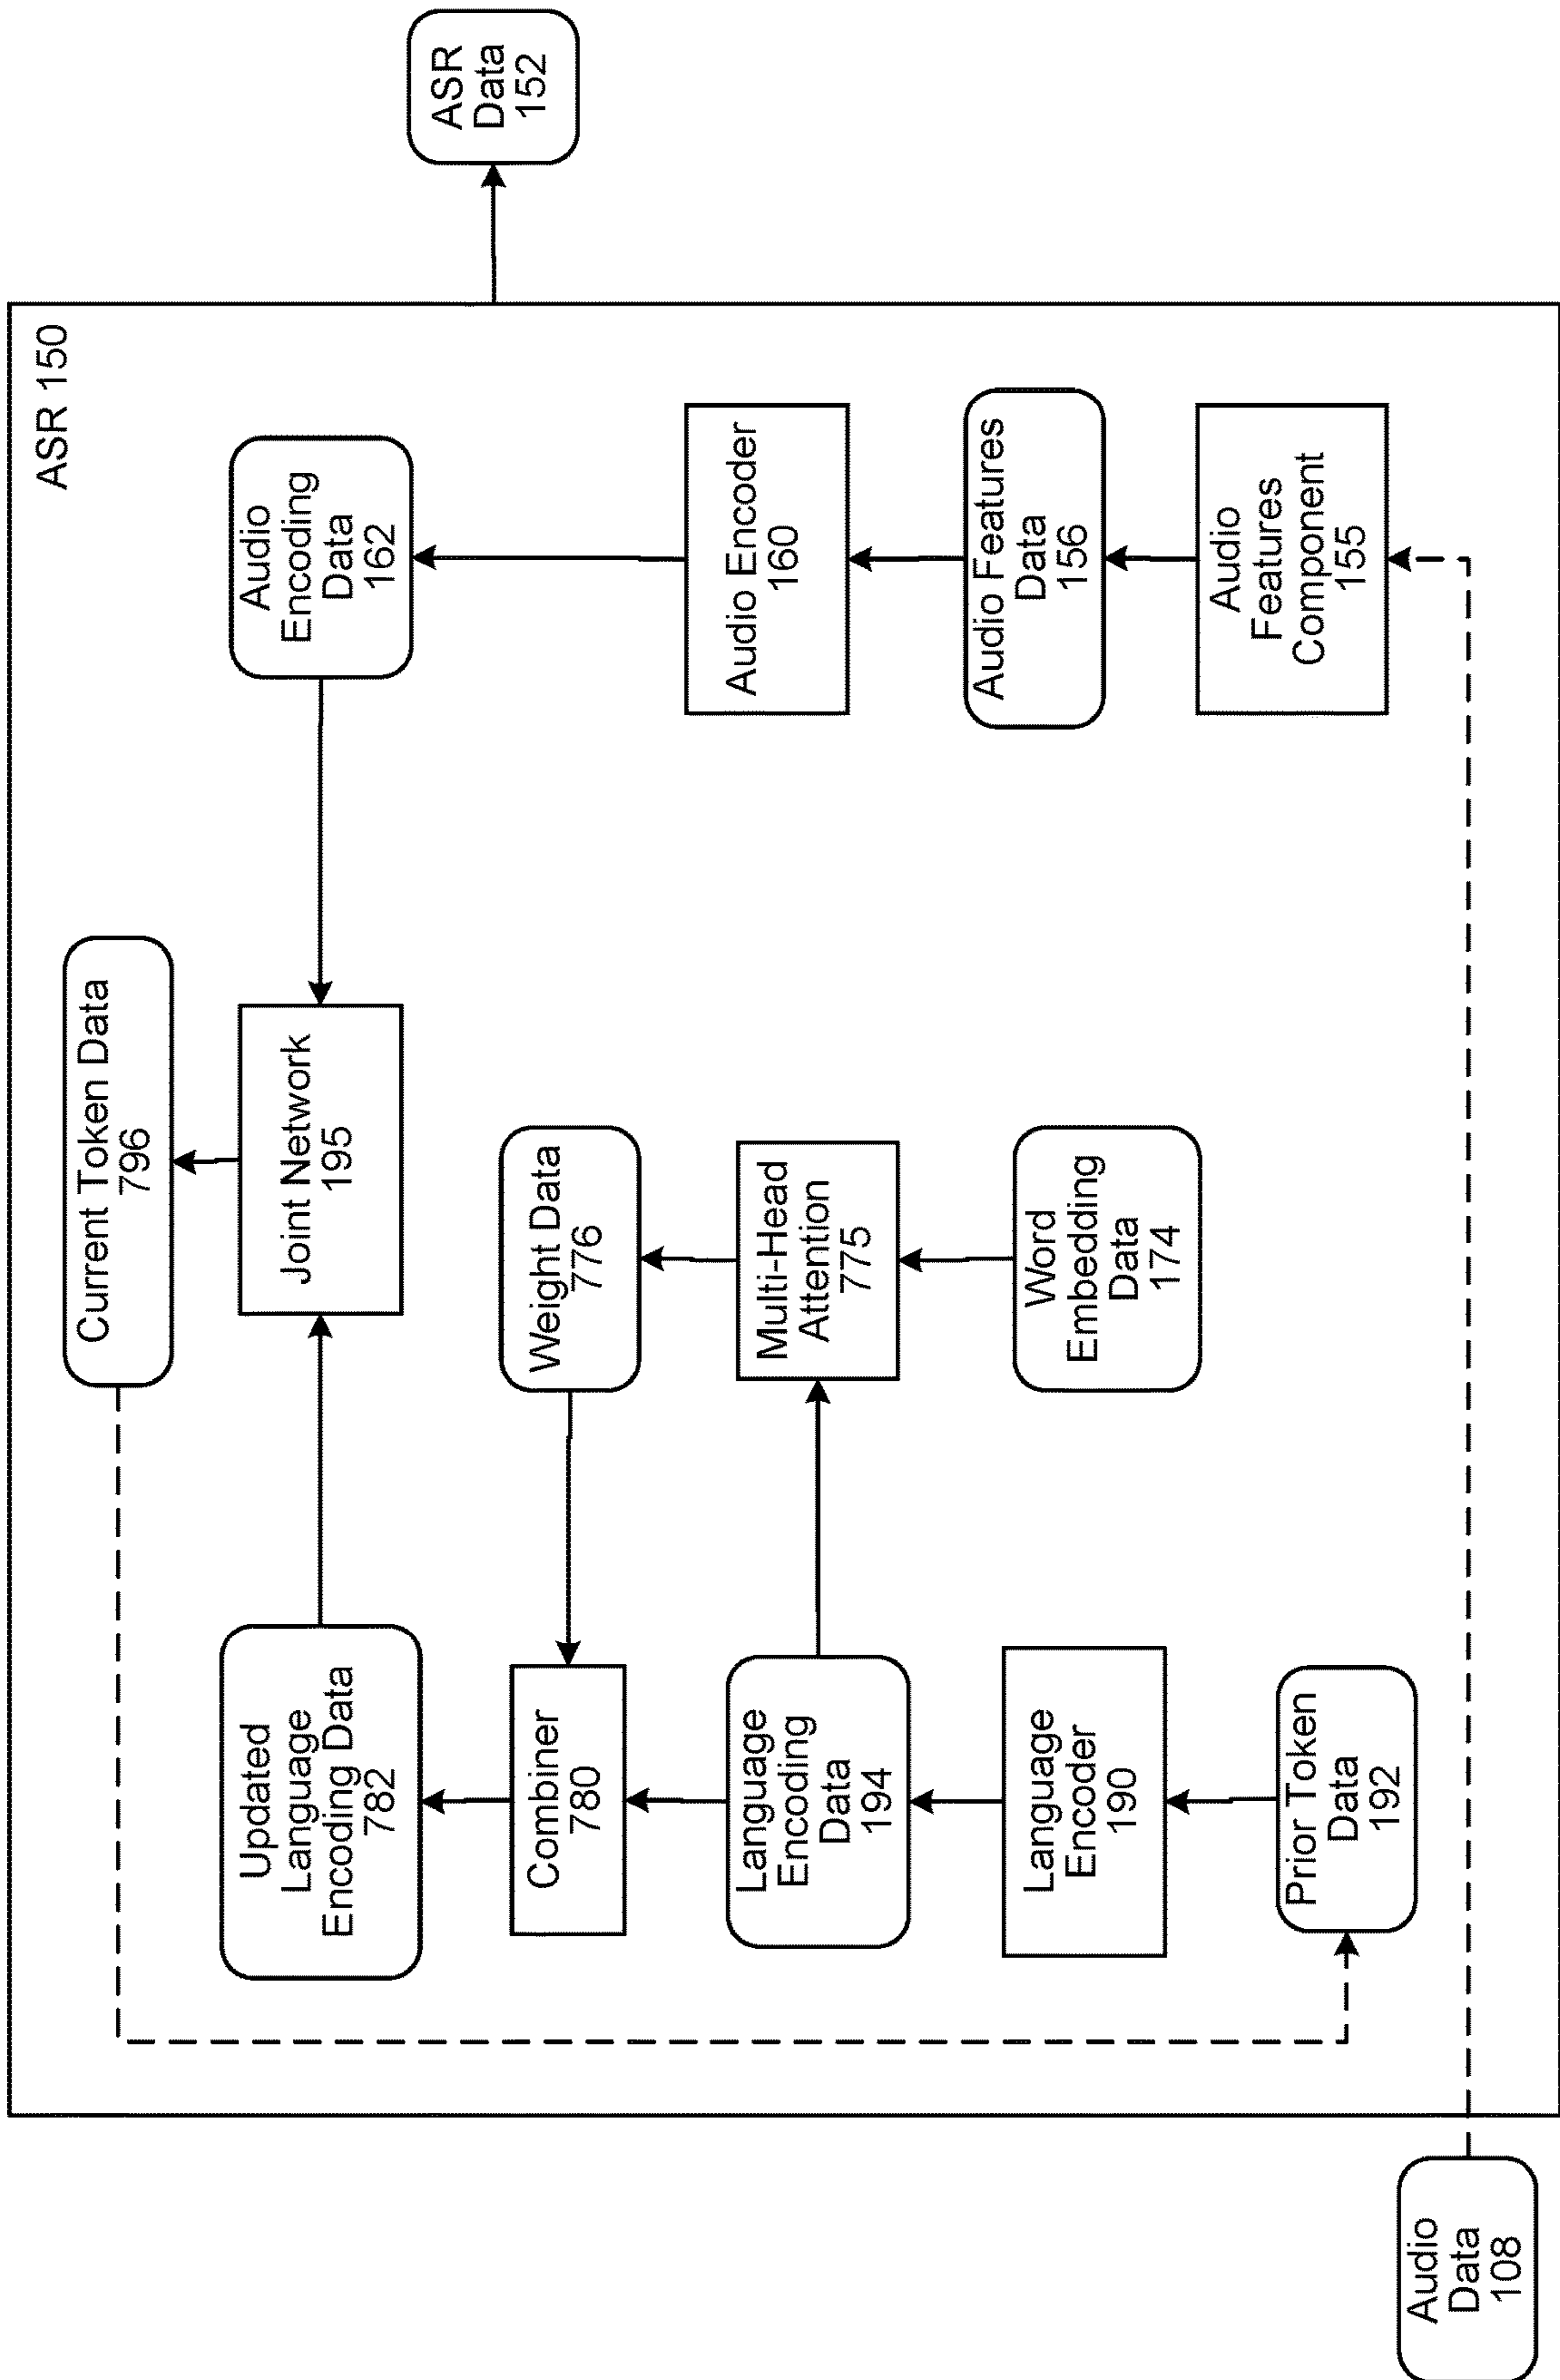 ASR 150
ASR
Data
152
Current Token Data
796
Updated
Language
Encoding Data
782
Joint Network
195
Audio
Encoding
Data
162
Combiner
780
Weight Data
776
Language
Encoding
Data
194
Multi-Head
Attention
775
Audio Encoder
160
Language
Encoder
190
Word
Embedding
Data
174
Audio Features
Data
156
Prior Token
Data
192
Audio
Features
Component
155
Audio
Data
108